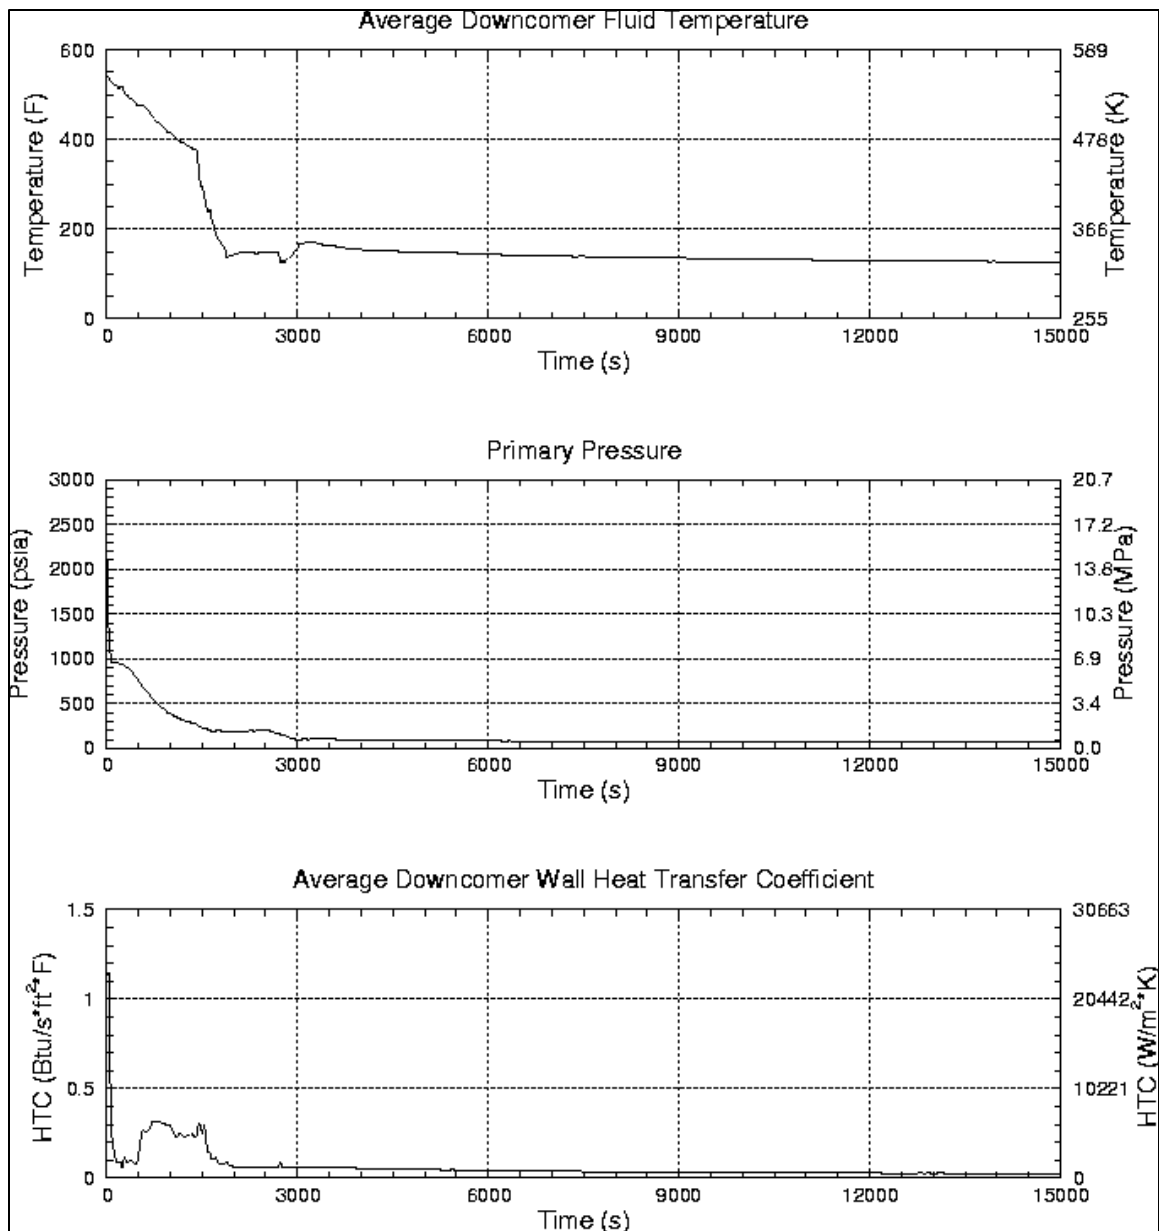 Average Downcomer Fluid Temperature
Temperature (F)
600
400
200
0
589
478
366
255
Temperature (K)
0 3000 6000 9000 12000 15000
Time (s)
Primary Pressure
Pressure (psia)
3000
2500
2000
1500
1000
500
0
20.7
17.2
13.8
10.3
6.9
3.4
0.0
Pressure (MPa)
0 3000 6000 9000 12000 15000
Time (s)
Average Downcomer Wall Heat Transfer Coefficient
HTC (Btu/s*ft²*F)
1.5
1
0.5
0
30663
20442
10221
0
HTC (W/m²*K)
0 3000 6000 9000 12000 15000
Time (s)